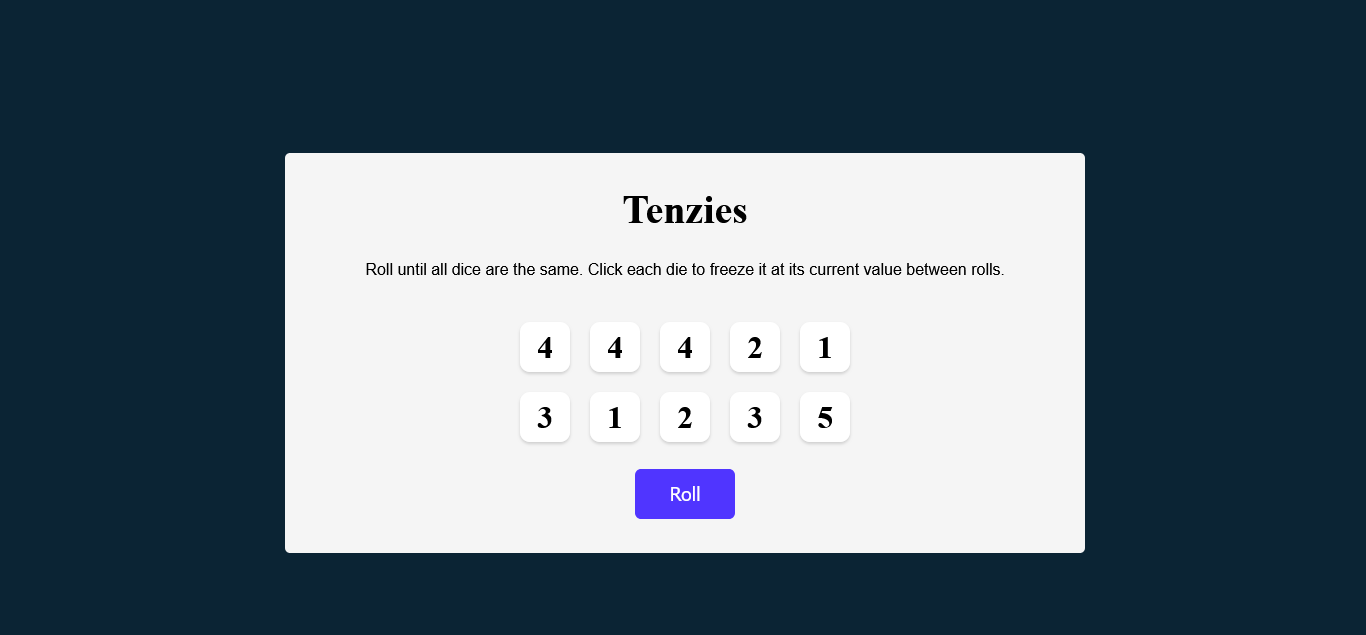 Tenzies
Roll until all dice are the same. Click each die to freeze it at its current value between rolls.
4 4 4 2 1
3 1 2 3 5
Roll